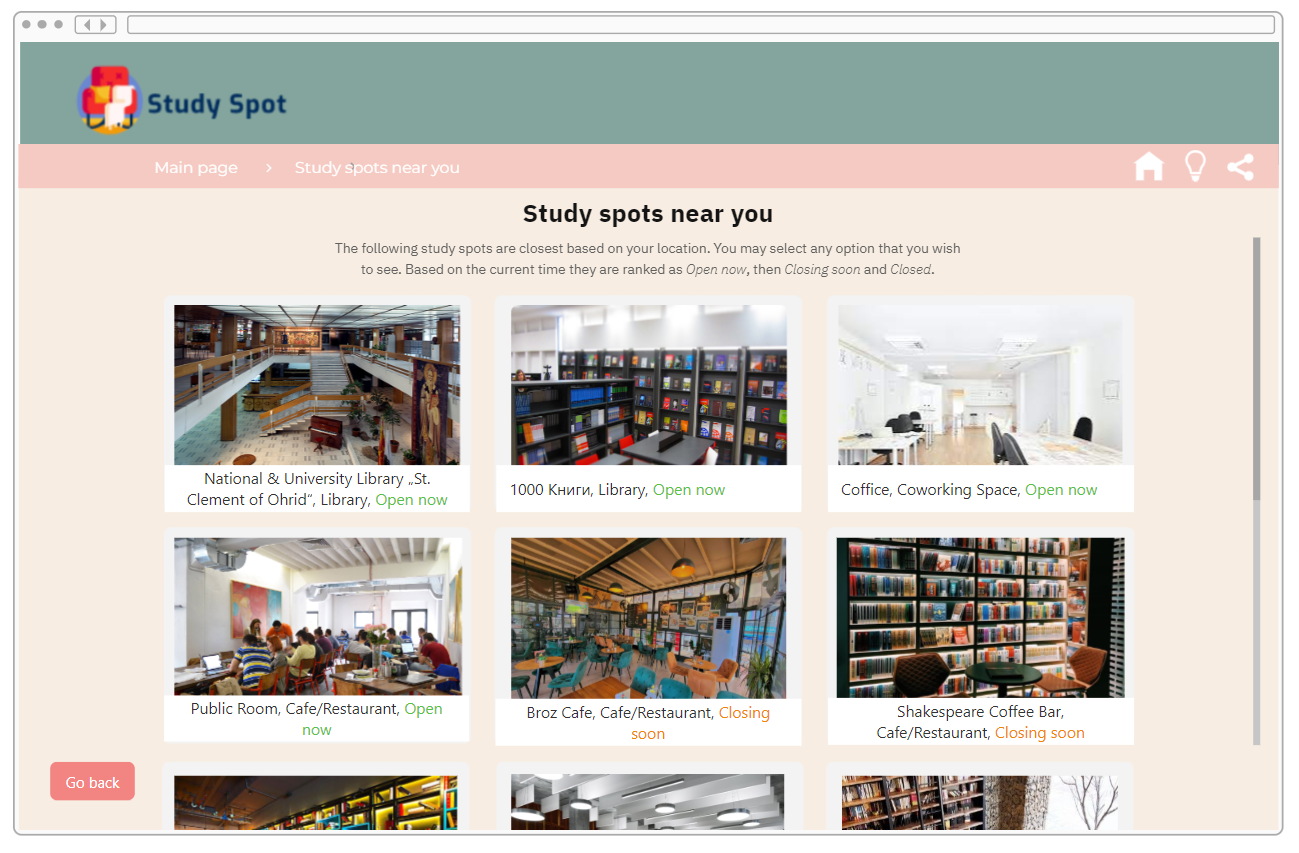 Study Spot
Main page > Study spots near you
Study spots near you
The following study spots are closest based on your location. You may select any option that you wish
to see. Based on the current time they are ranked as Open now, then Closing soon and Closed.
National & University Library „St.
Clement of Ohrid“, Library, Open now
1000 Книги, Library, Open now
Coffice, Coworking Space, Open now
Public Room, Cafe/Restaurant, Open
now
Broz Cafe, Cafe/Restaurant, Closing
soon
Shakespeare Coffee Bar,
Cafe/Restaurant, Closing soon
Go back